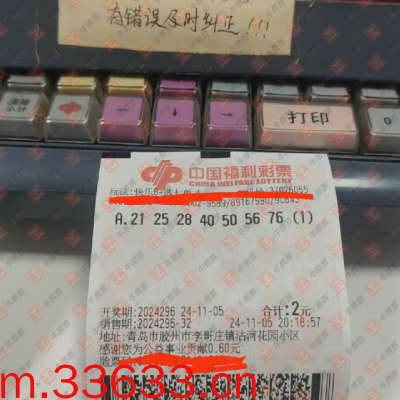 有错误及时纠正!!!
打印
0
中国福利彩票
CHINA WELFARE LOTTERY
A.21 25 28 40 50 56 76 (1)
开奖期:2024296 24-11-05 合计:2元
销售期:2024296-32 24-11-05 20:18:57
地址:青岛市胶州市李哥庄镇沽河花园小区
感谢您为公益事业贡献0.60元
m.33633.cn